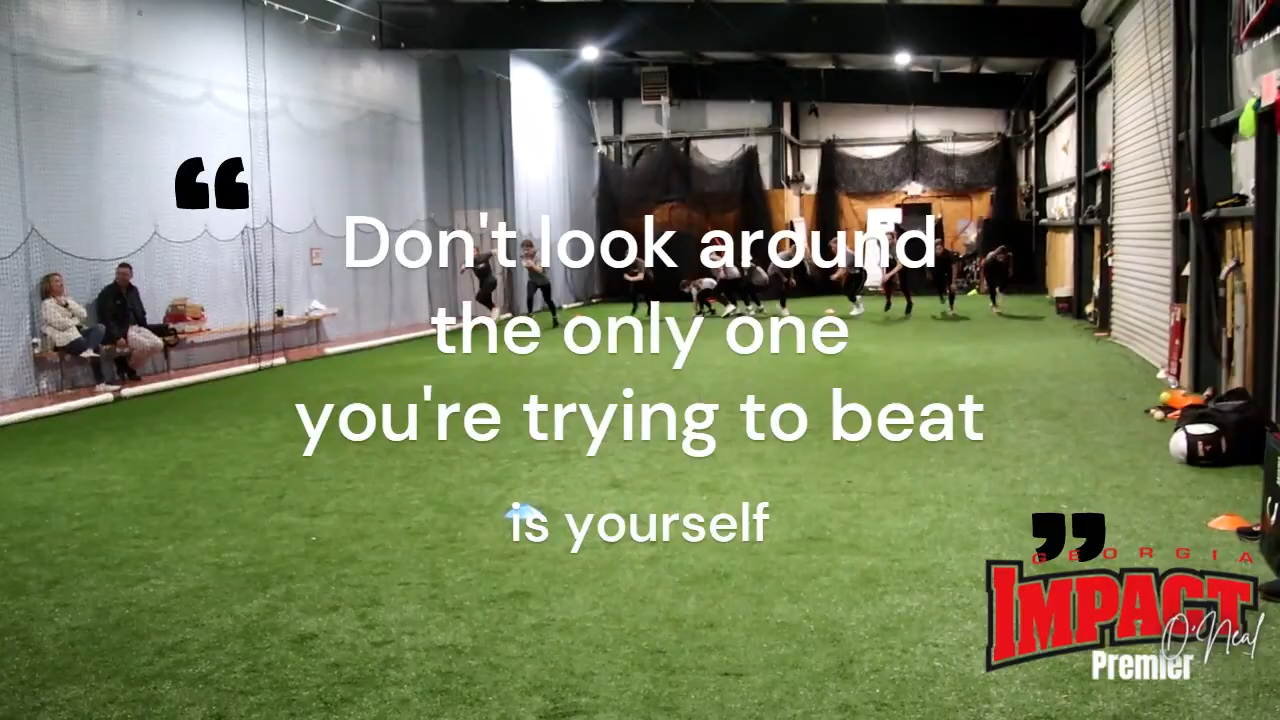 “
Don't look around
the only one
you're trying to beat
is yourself
”
GEORGIA
IMPACT
O'Neal
Premier